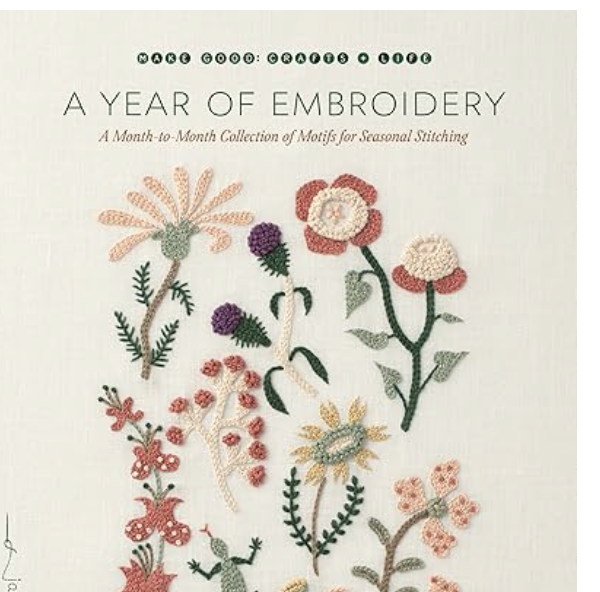 MAKE GOOD: CRAFTS + LIFE
A YEAR OF EMBROIDERY
A Month-to-Month Collection of Motifs for Seasonal Stitching